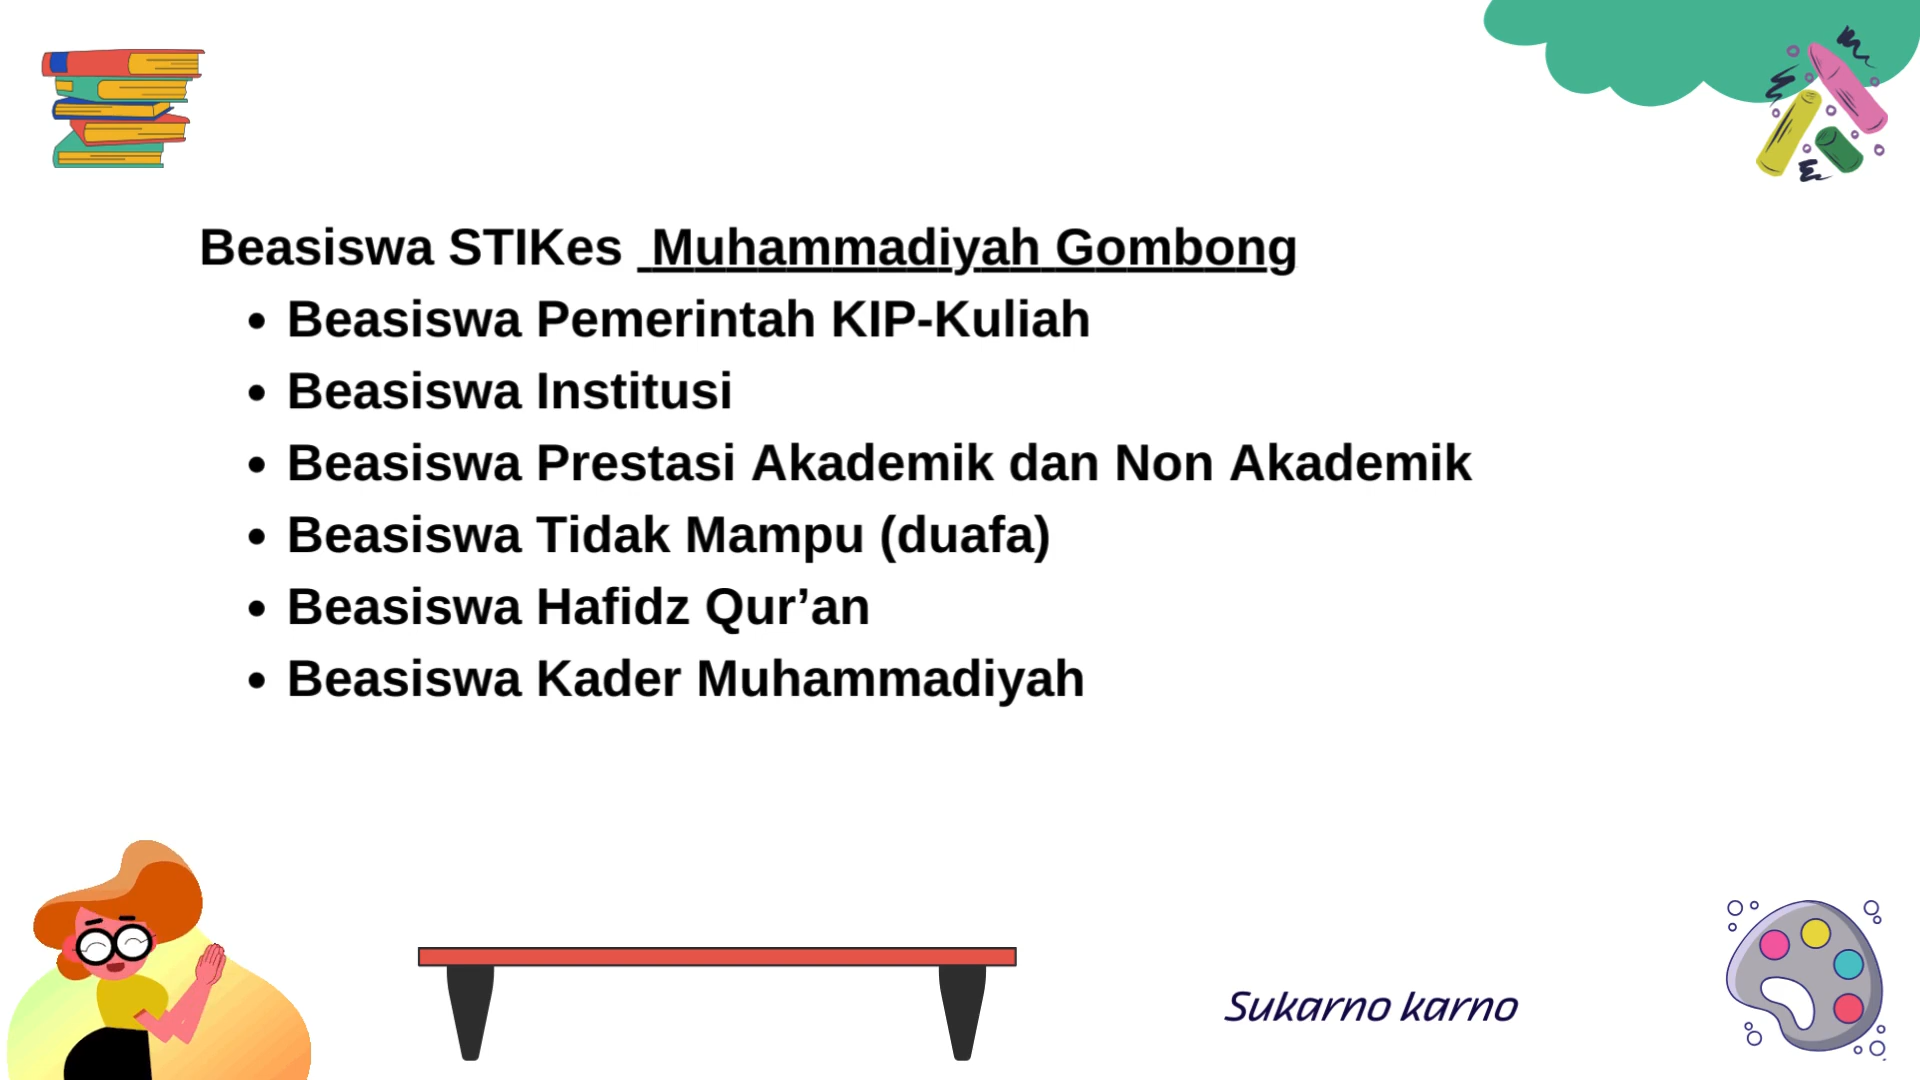 Beasiswa STIKes Muhammadiyah Gombong
• Beasiswa Pemerintah KIP-Kuliah
• Beasiswa Institusi
• Beasiswa Prestasi Akademik dan Non Akademik
• Beasiswa Tidak Mampu (duafa)
• Beasiswa Hafidz Qur’an
• Beasiswa Kader Muhammadiyah
Sukarno karno